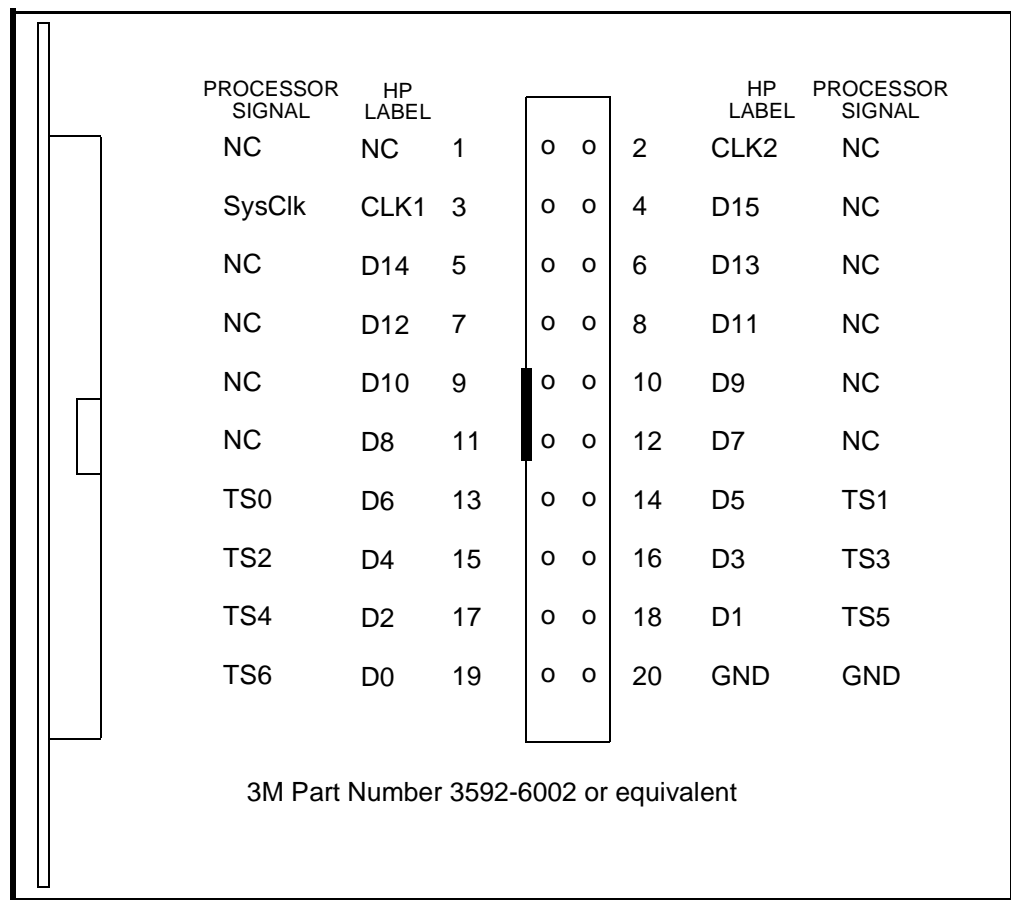 PROCESSOR SIGNAL HP LABEL HP LABEL PROCESSOR SIGNAL
NC NC 1 o o 2 CLK2 NC
SysClk CLK1 3 o o 4 D15 NC
NC D14 5 o o 6 D13 NC
NC D12 7 o o 8 D11 NC
NC D10 9 o o 10 D9 NC
NC D8 11 o o 12 D7 NC
TS0 D6 13 o o 14 D5 TS1
TS2 D4 15 o o 16 D3 TS3
TS4 D2 17 o o 18 D1 TS5
TS6 D0 19 o o 20 GND GND
3M Part Number 3592-6002 or equivalent